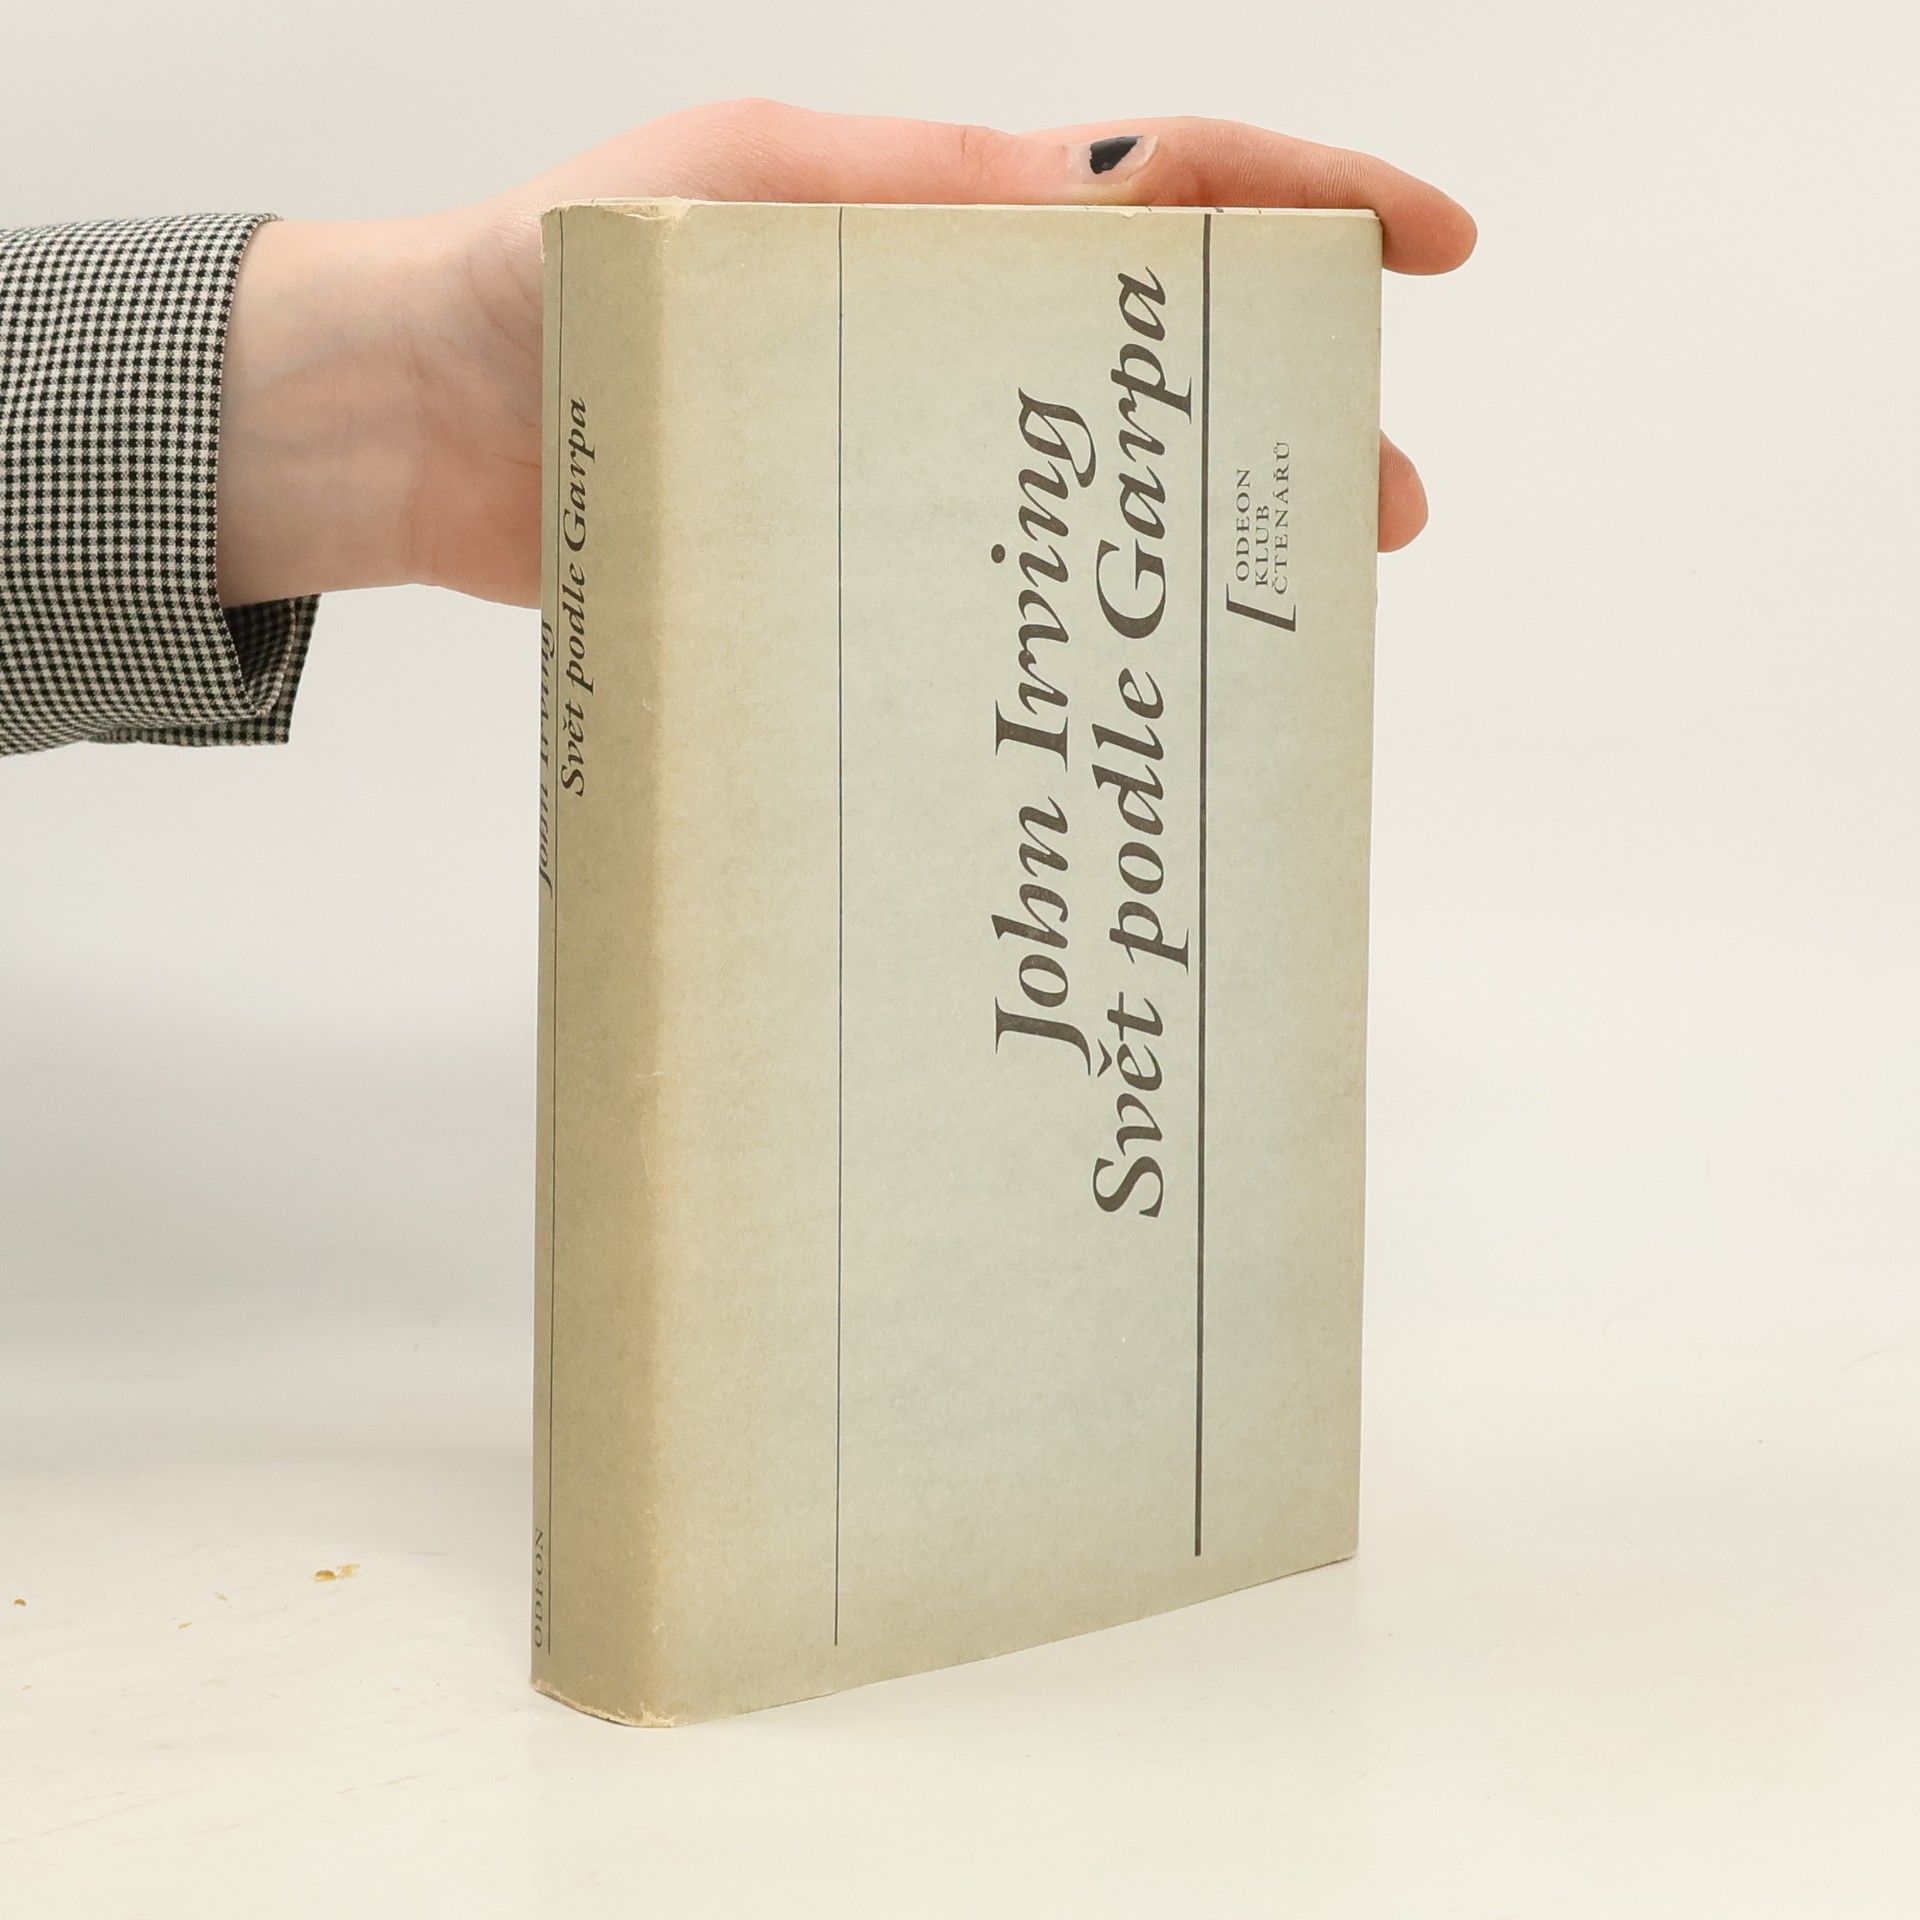 John Irving
Svět podle Garpa
ODEON
John Irving
Svět podle Garpa
ODEON
KLUB
ČTENÁŘŮ